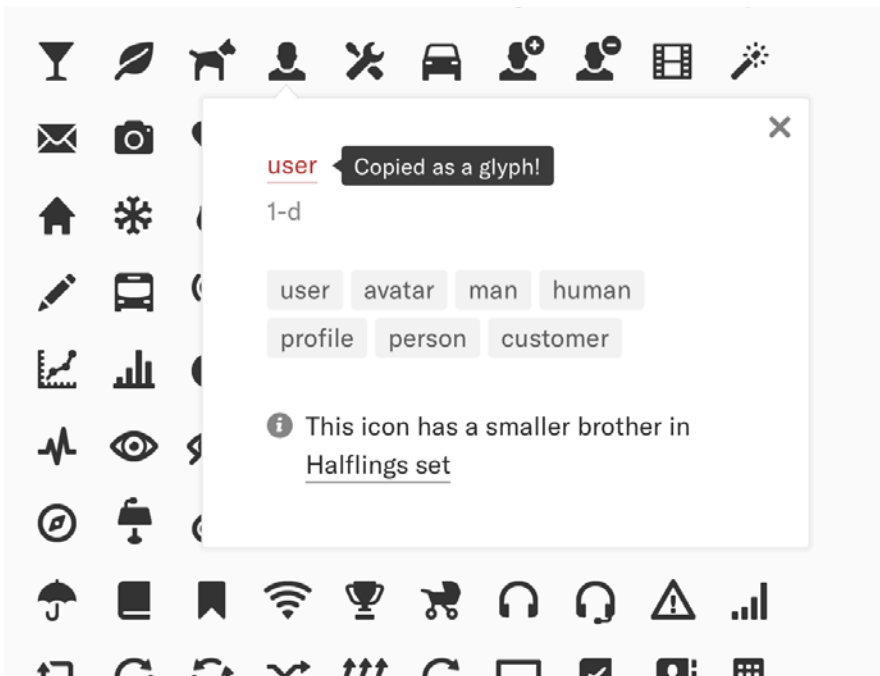 user Copied as a glyph!
1-d
user avatar man human
profile person customer
This icon has a smaller brother in
Halflings set